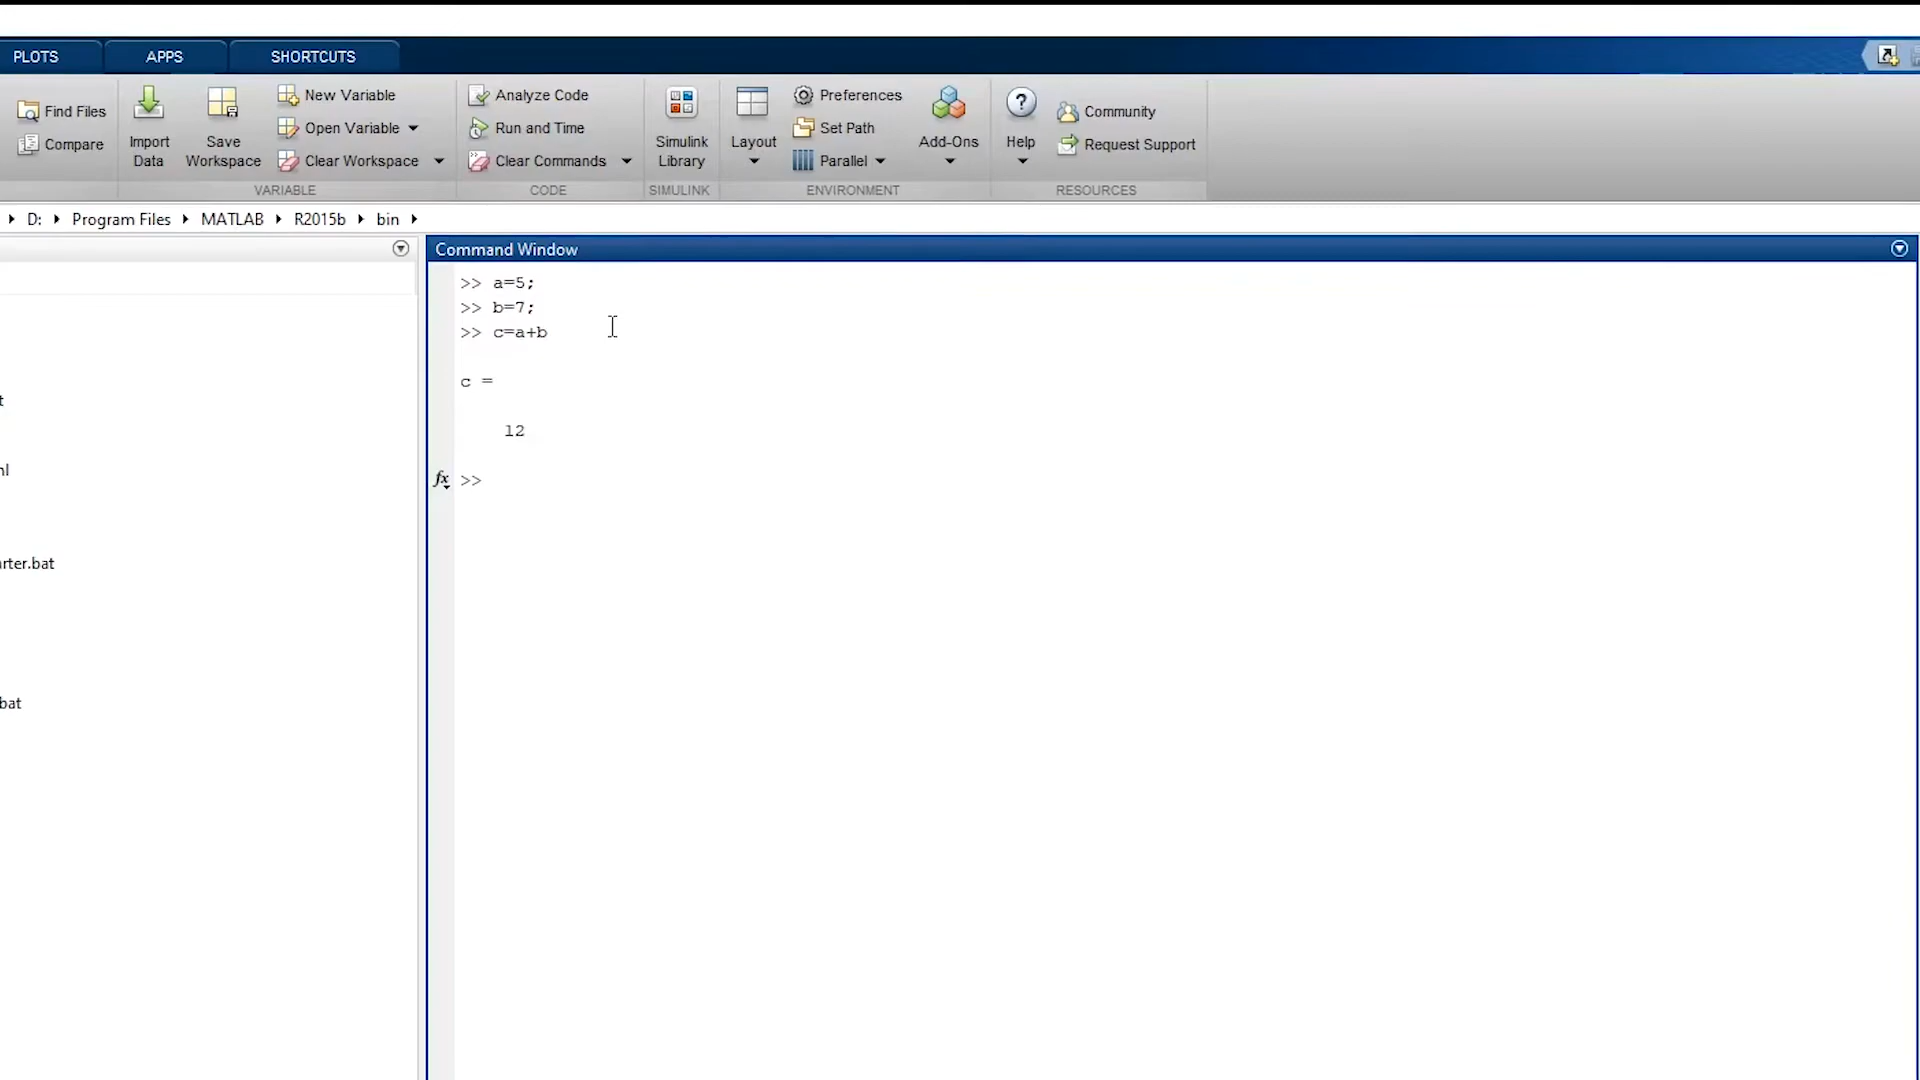 PLOTS APPS SHORTCUTS
Find Files
Compare
Import Data
Save Workspace
New Variable
Open Variable
Clear Workspace
VARIABLE
Analyze Code
Run and Time
Clear Commands
CODE
Simulink Library
SIMULINK
Layout
Preferences
Set Path
Parallel
Add-Ons
ENVIRONMENT
? Help
Community
Request Support
RESOURCES
D: Program Files MATLAB R2015b bin
t
nl
rter.bat
bat
Command Window
>> a=5;
>> b=7;
>> c=a+b
c =
12
fx >>